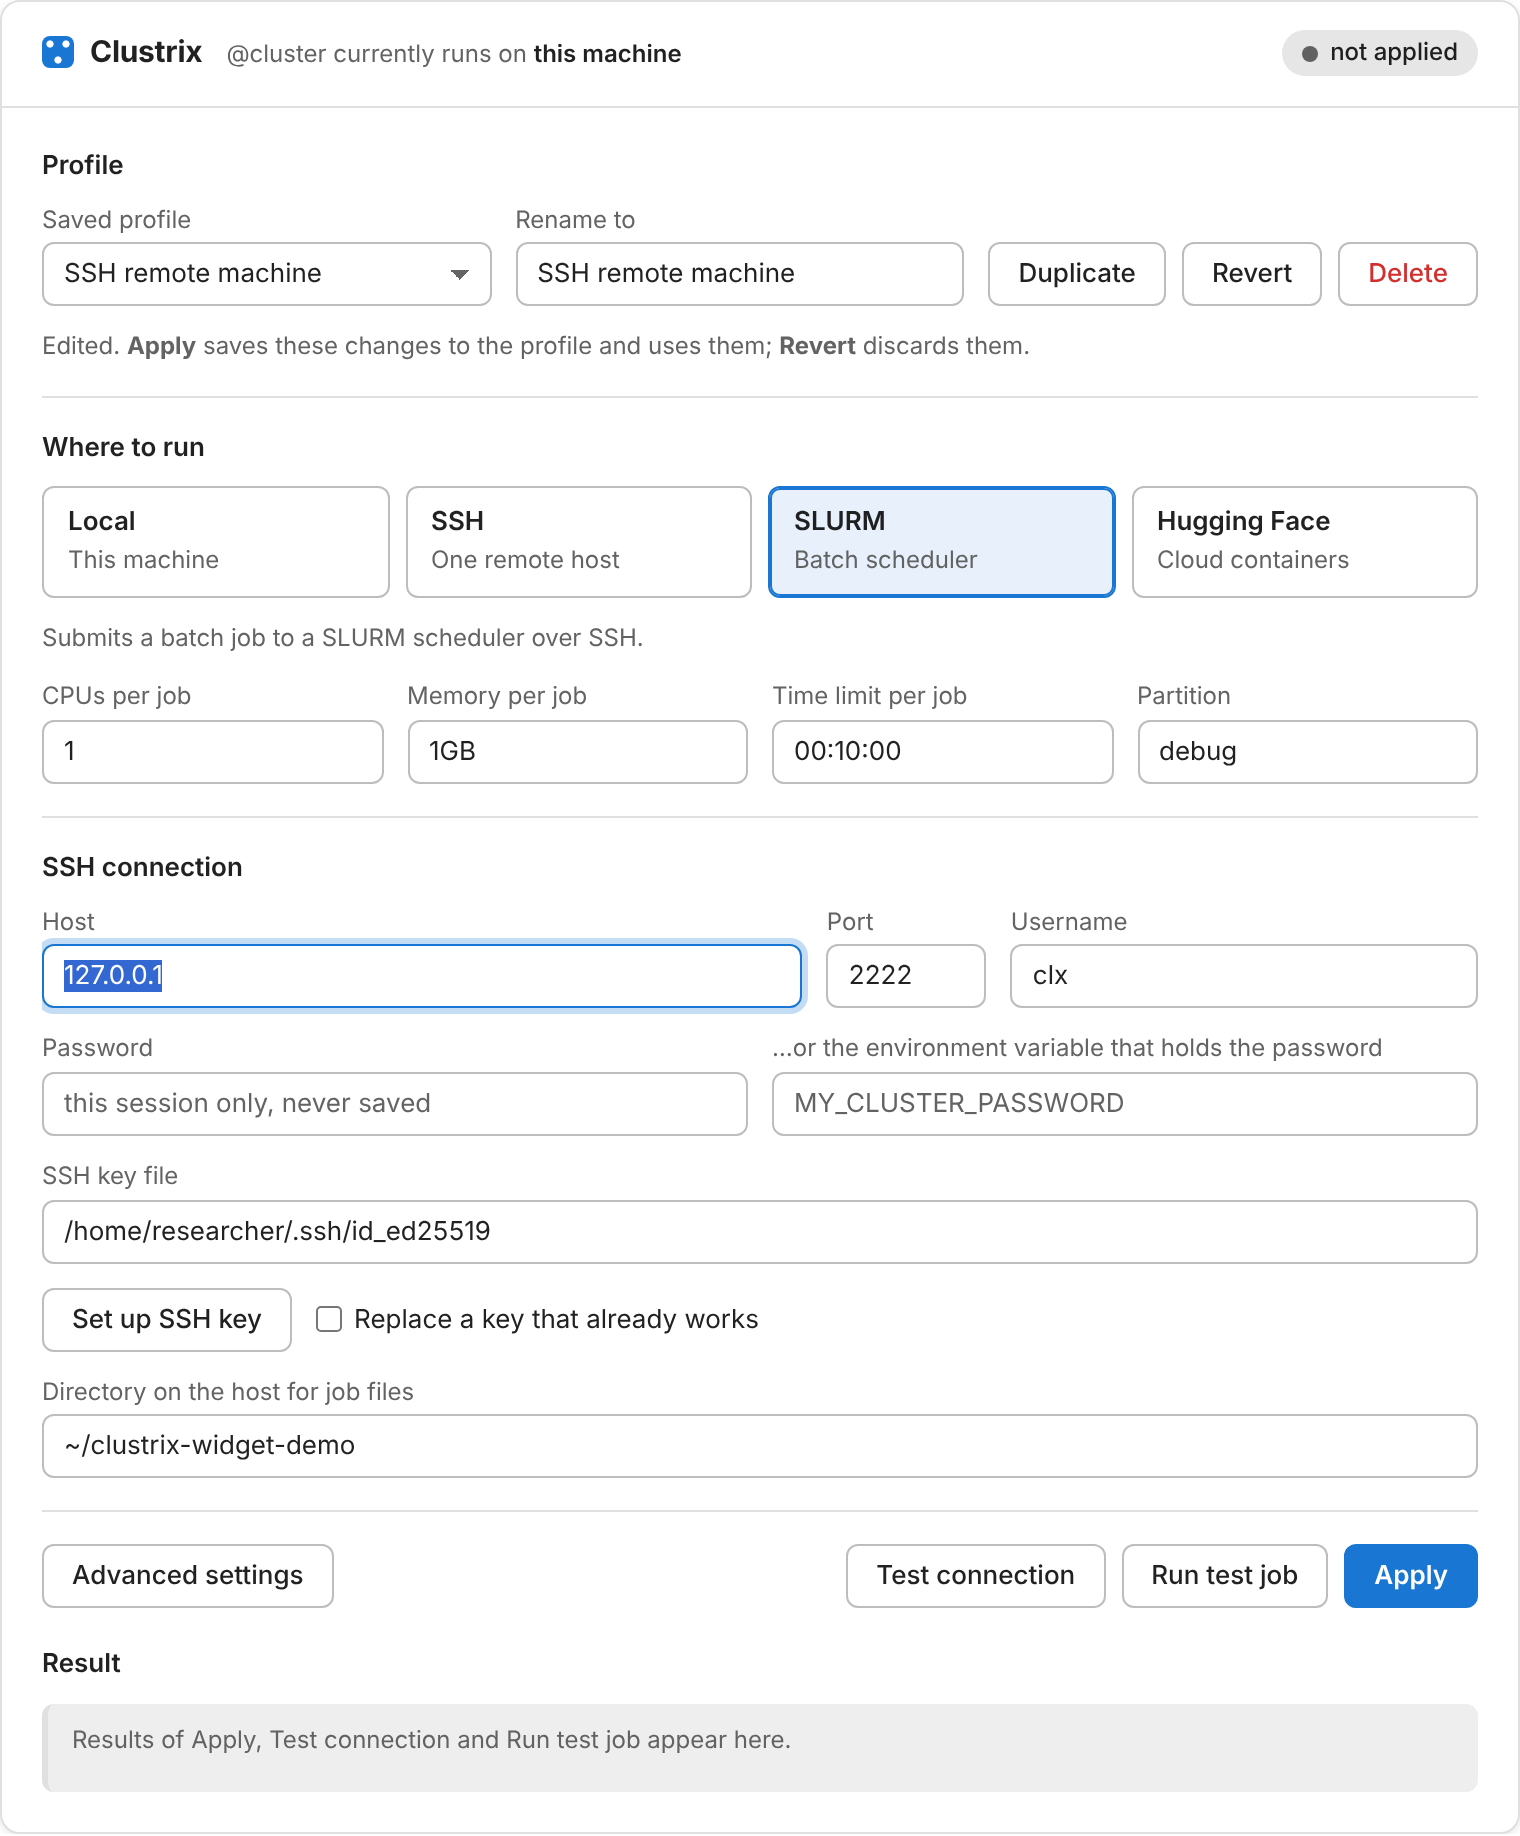 Clustrix @cluster currently runs on this machine not applied
Profile
Saved profile Rename to
SSH remote machine SSH remote machine Duplicate Revert Delete
Edited. Apply saves these changes to the profile and uses them; Revert discards them.
Where to run
Local SSH SLURM Hugging Face
This machine One remote host Batch scheduler Cloud containers
Submits a batch job to a SLURM scheduler over SSH.
CPUs per job Memory per job Time limit per job Partition
1 1GB 00:10:00 debug
SSH connection
Host Port Username
127.0.0.1 2222 clx
Password ...or the environment variable that holds the password
this session only, never saved MY_CLUSTER_PASSWORD
SSH key file
/home/researcher/.ssh/id_ed25519
Set up SSH key Replace a key that already works
Directory on the host for job files
~/clustrix-widget-demo
Advanced settings Test connection Run test job Apply
Result
Results of Apply, Test connection and Run test job appear here.